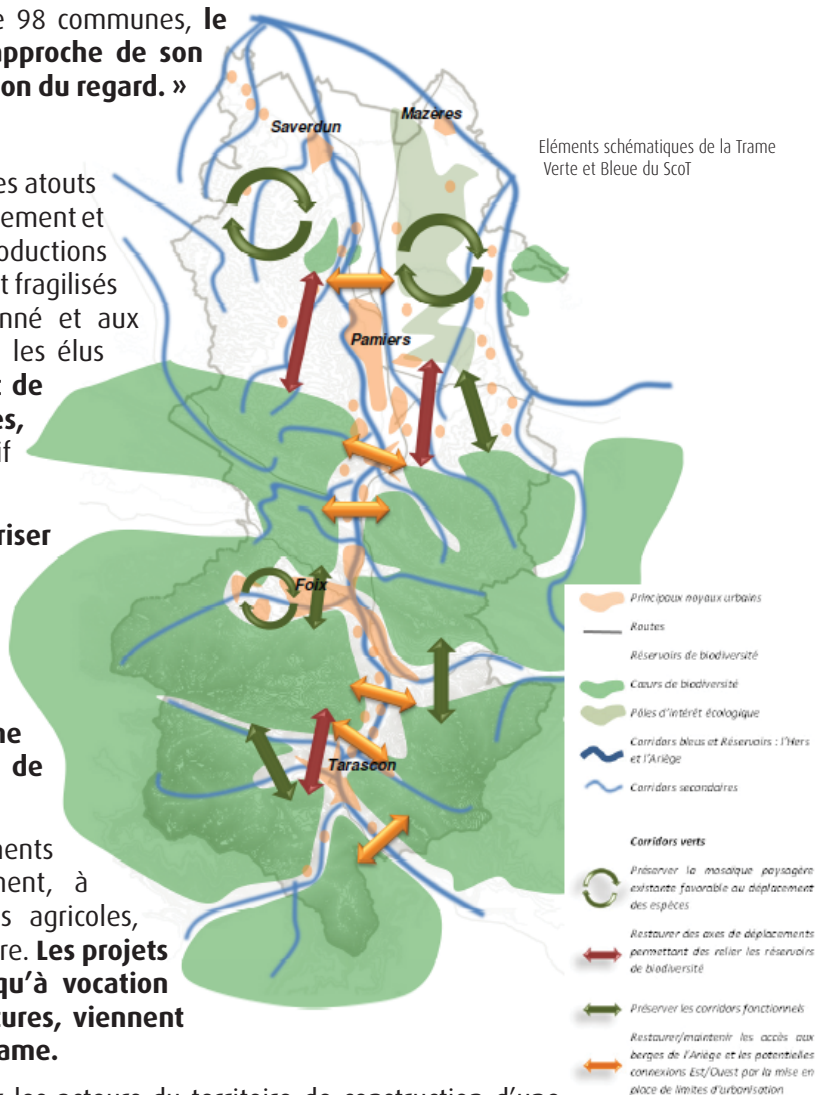 e 98 communes, le
approche de son
ion du regard. »
es atouts
ement et
oductions
t fragilisés
nné et aux
les élus
t de
es,
if
riser
ne
de
ents
ment, à
s agricoles,
re. Les projets
qu'à vocation
tures, viennent
rame.
r les acteurs du territoire de construction d'une
Eléments schématiques de la Trame
Verte et Bleue du ScoT
Saverdun
Mazères
Pamiers
Foix
Tarascon
Principaux noyaux urbains
Routes
Réservoirs de biodiversité
Cœurs de biodiversité
Pôles d'intérêt écologique
Corridors bleus et Réservoirs : l'Hers
et l'Ariège
Corridors secondaires
Corridors verts
Préserver la mosaïque paysagère
existante favorable au déplacement
des espèces
Restaurer des axes de déplacements
permettant des relier les réservoirs
de biodiversité
Préserver les corridors fonctionnels
Restaurer/maintenir les accès aux
berges de l'Ariège et les potentielles
connexions Est/Ouest par la mise en
place de limites d'urbanisation